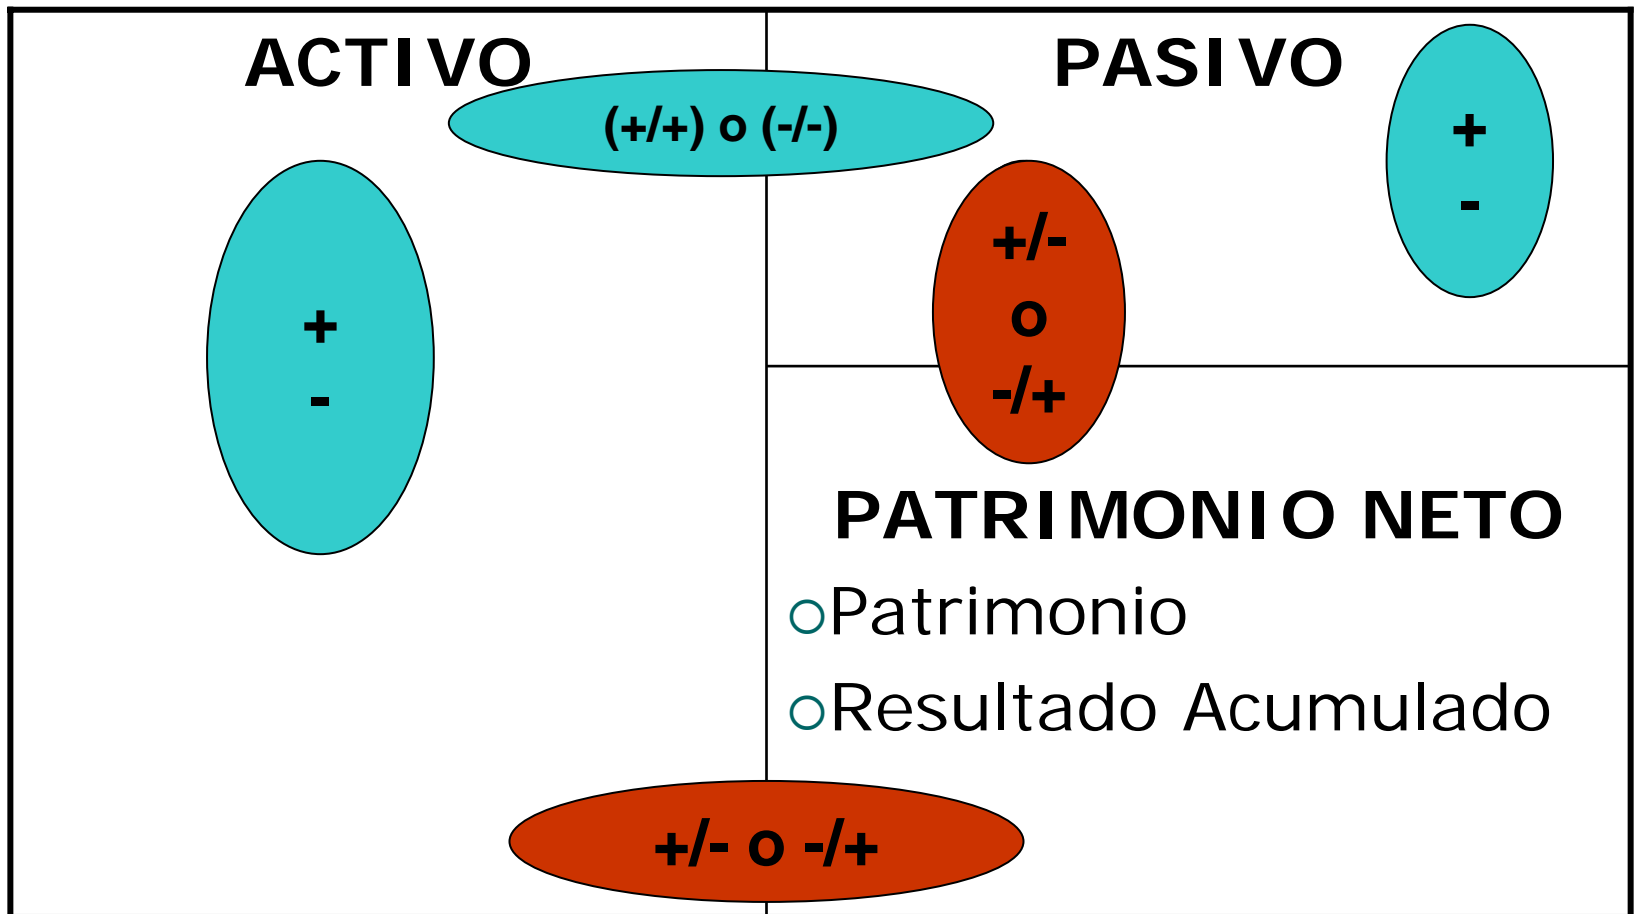 ACTIVO
PASIVO
(+/+) o (-/-)
+
-
+
-
+/-
o
-/+
PATRIMONIO NETO
○Patrimonio
○Resultado Acumulado
+/- o -/+